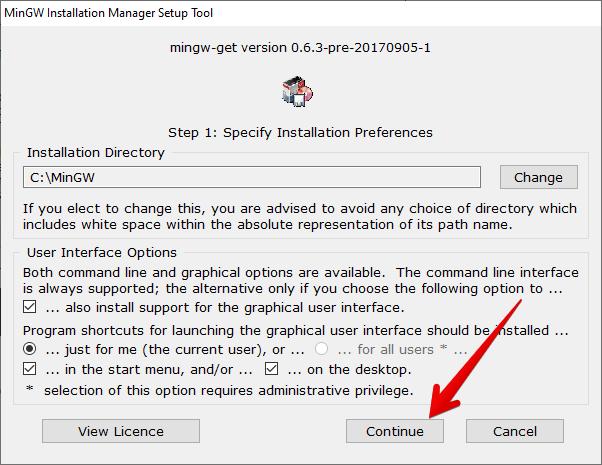 MinGW Installation Manager Setup Tool
mingw-get version 0.6.3-pre-20170905-1
Step 1: Specify Installation Preferences
Installation Directory
C:\MinGW
Change
If you elect to change this, you are advised to avoid any choice of directory which
includes white space within the absolute representation of its path name.
User Interface Options
Both command line and graphical options are available. The command line interface
is always supported; the alternative only if you choose the following option to ...
... also install support for the graphical user interface.
Program shortcuts for launching the graphical user interface should be installed ...
... just for me (the current user), or ... ... for all users * ...
... in the start menu, and/or ... ... on the desktop.
* selection of this option requires administrative privilege.
View Licence Continue Cancel